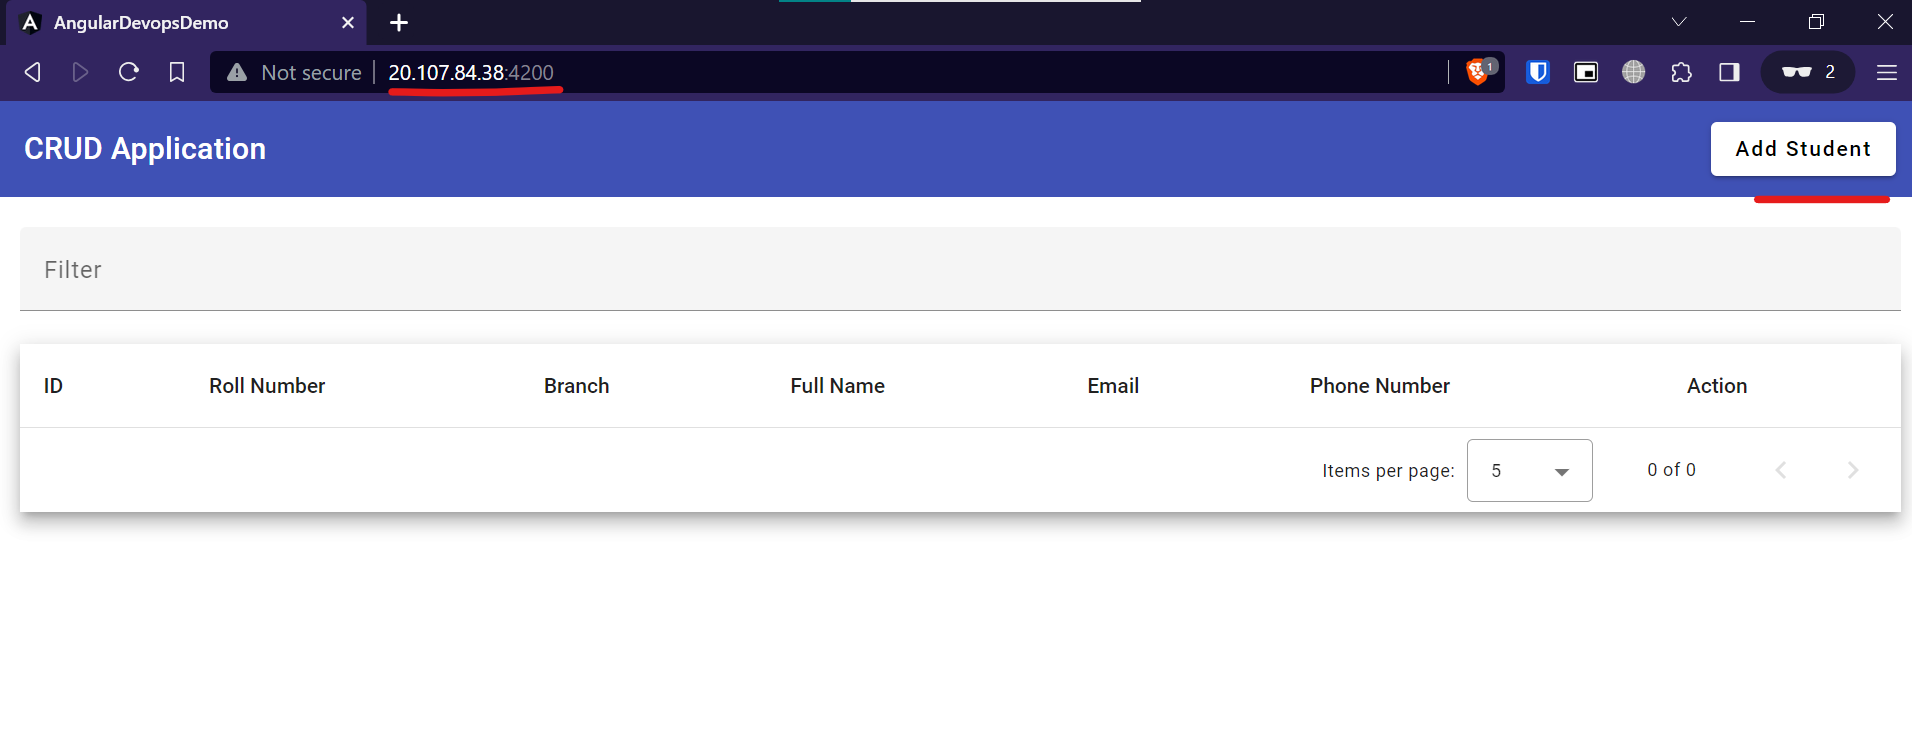 AngularDevopsDemo
Not secure 20.107.84.38:4200 1 2
CRUD Application Add Student
Filter
ID Roll Number Branch Full Name Email Phone Number Action
Items per page: 5 0 of 0